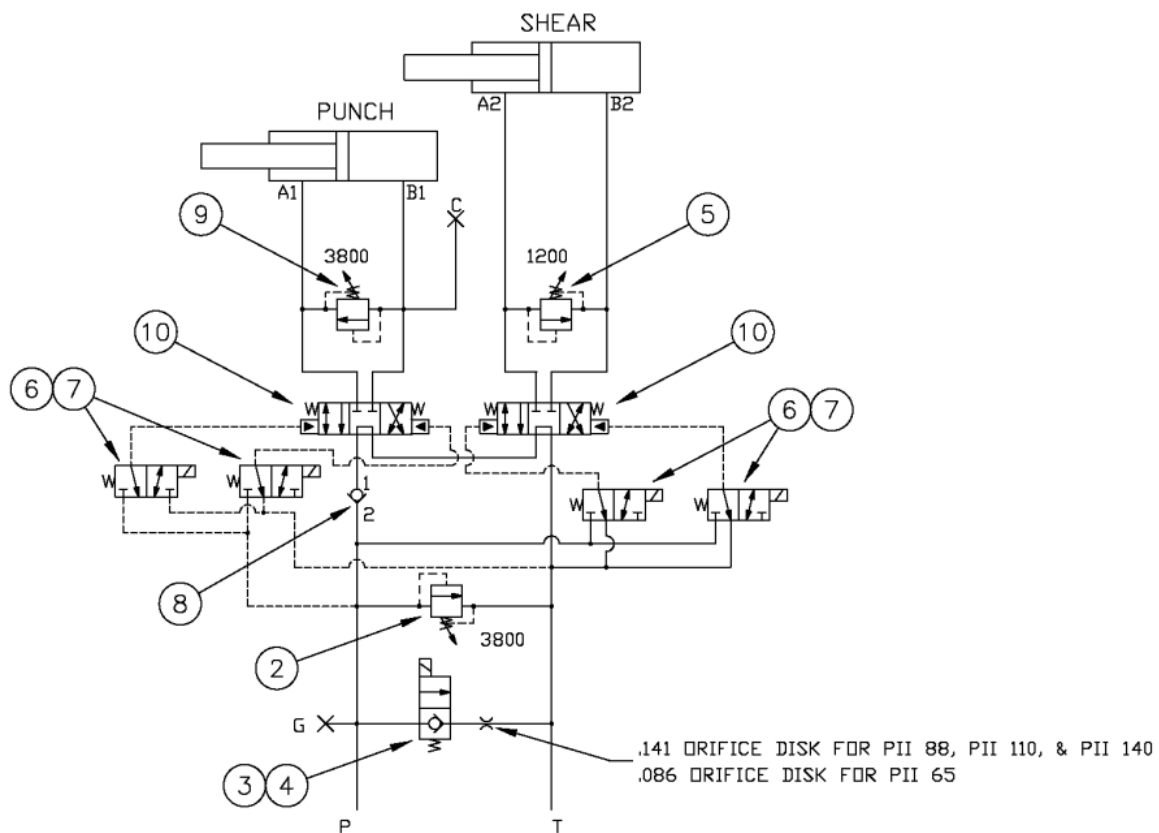 SHEAR
A2 B2
PUNCH
A1 B1
C
9
5
3800
1200
10
10
6 7
6 7
1
2
8
3800
2
G
.141 ORIFICE DISK FOR PII 88, PII 110, & PII 140
.086 ORIFICE DISK FOR PII 65
3 4
P T